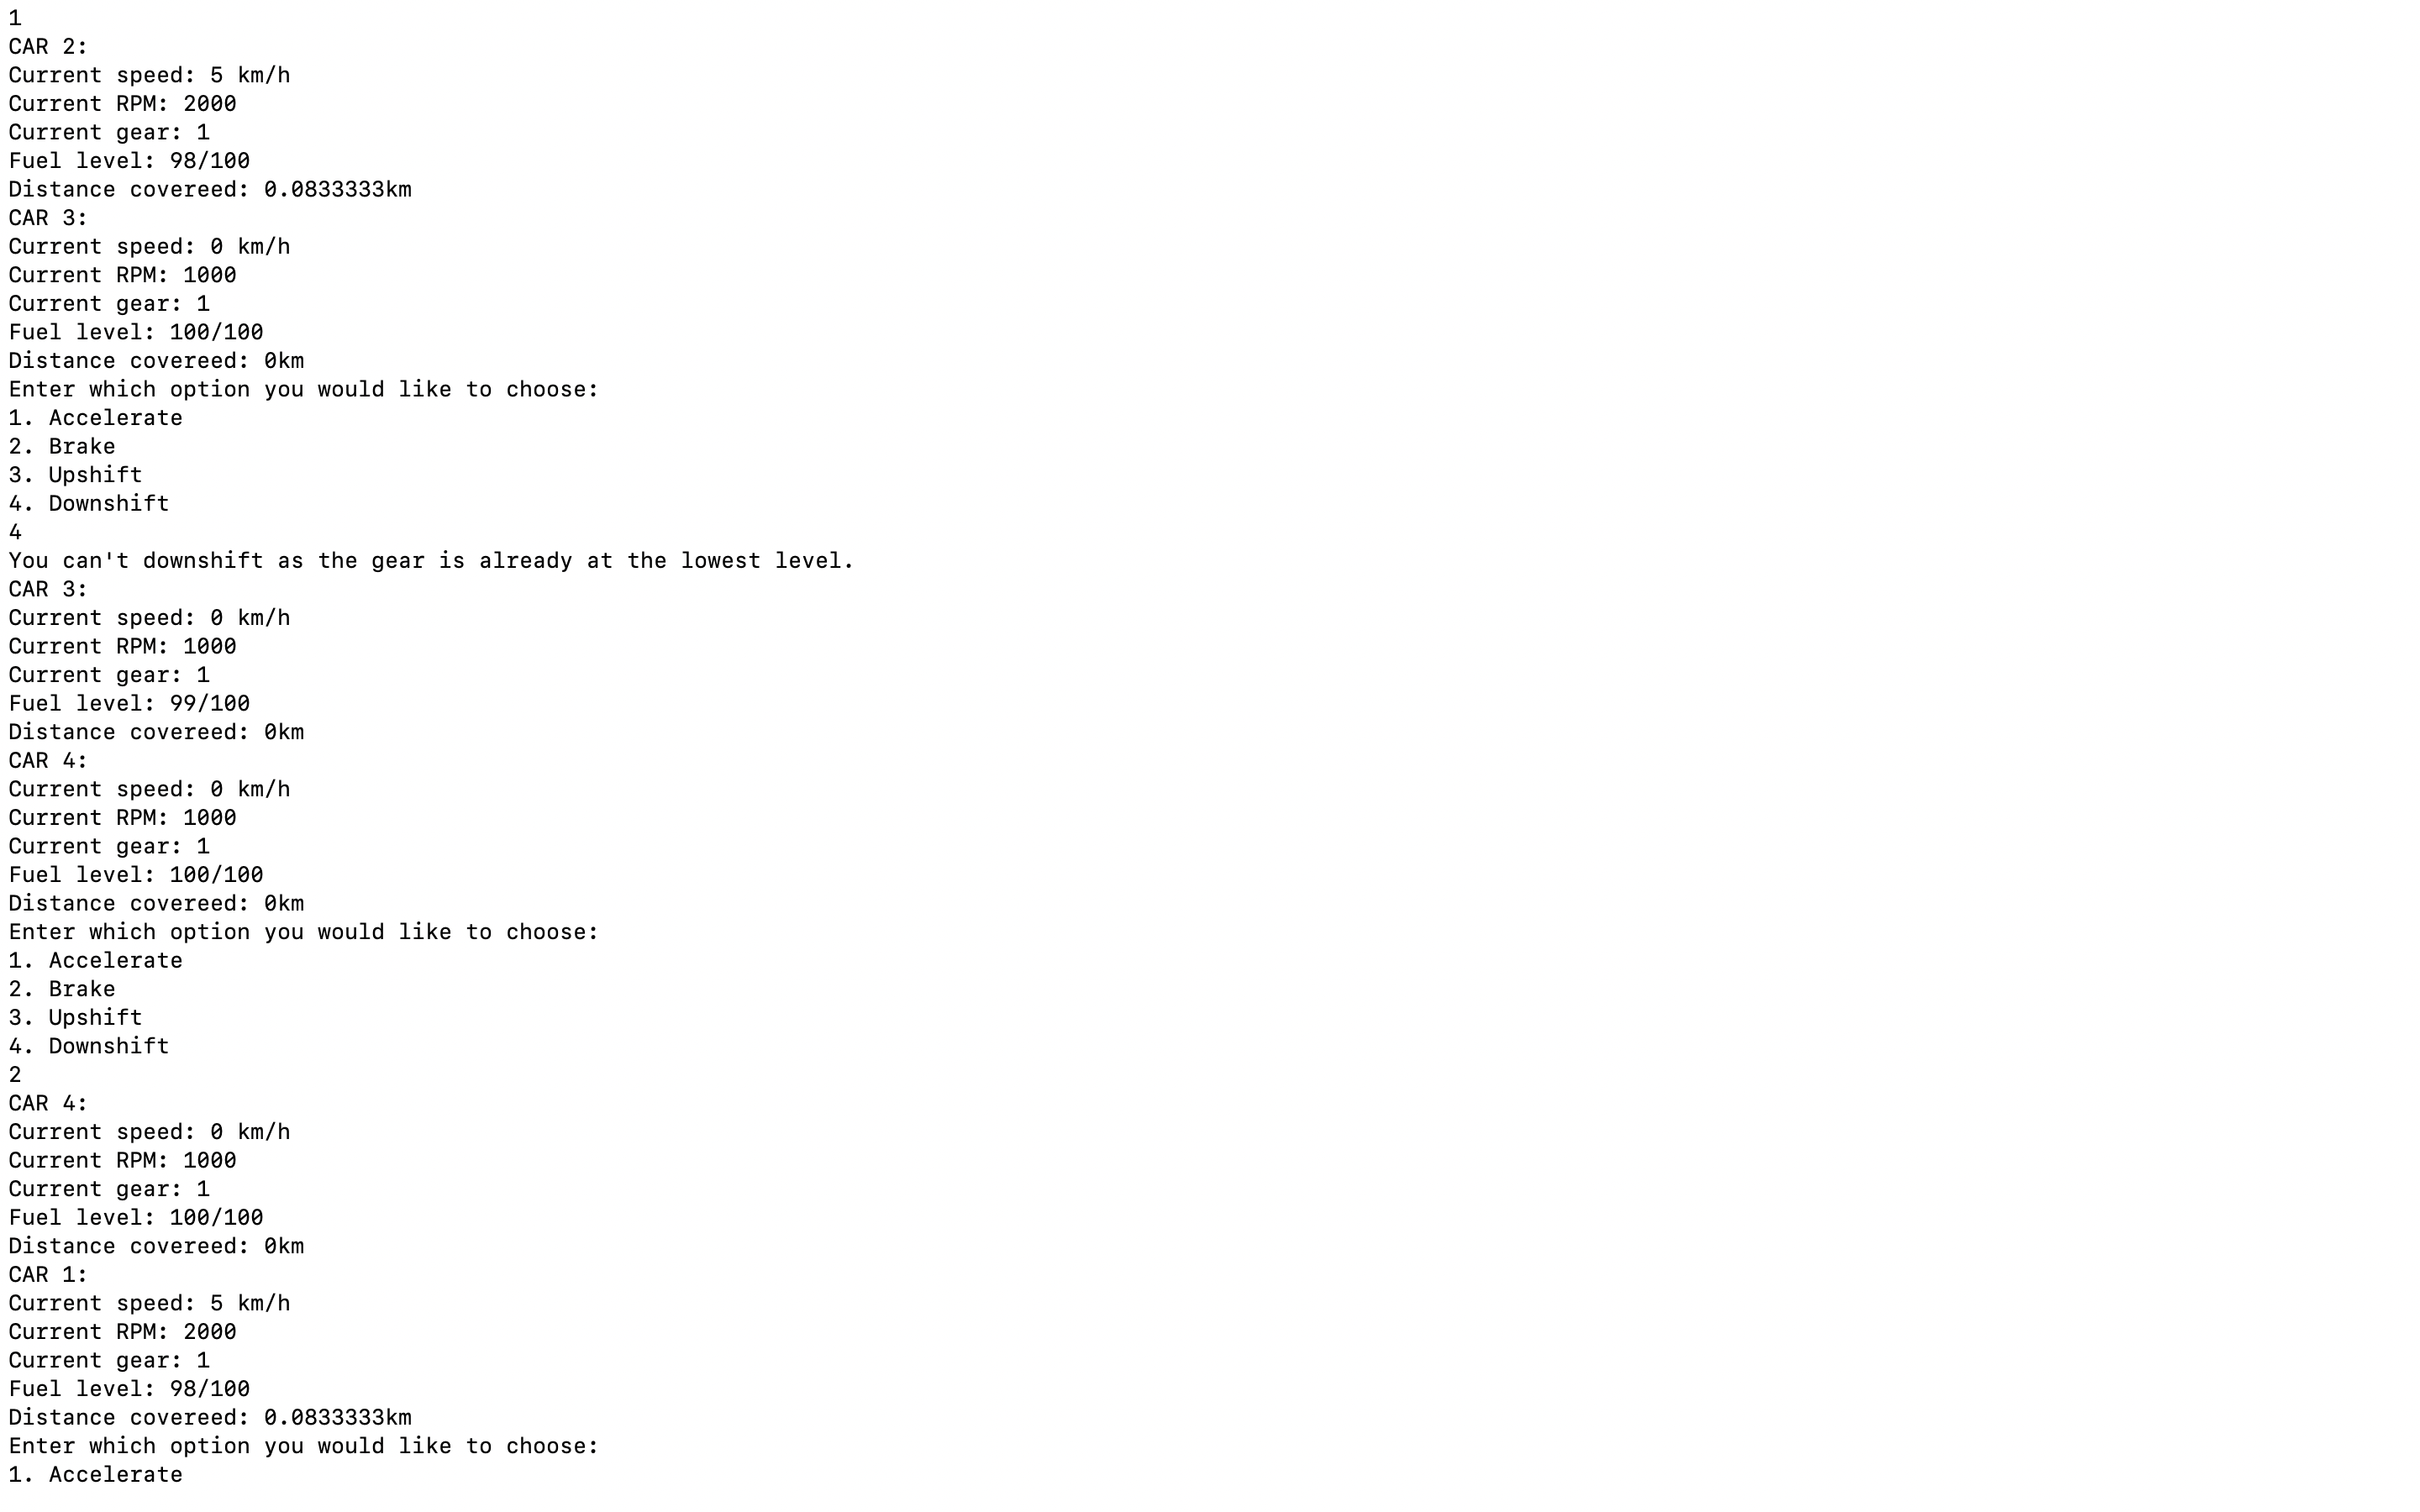 1
CAR 2:
Current speed: 5 km/h
Current RPM: 2000
Current gear: 1
Fuel level: 98/100
Distance covereed: 0.0833333km
CAR 3:
Current speed: 0 km/h
Current RPM: 1000
Current gear: 1
Fuel level: 100/100
Distance covereed: 0km
Enter which option you would like to choose:
1. Accelerate
2. Brake
3. Upshift
4. Downshift
4
You can't downshift as the gear is already at the lowest level.
CAR 3:
Current speed: 0 km/h
Current RPM: 1000
Current gear: 1
Fuel level: 99/100
Distance covereed: 0km
CAR 4:
Current speed: 0 km/h
Current RPM: 1000
Current gear: 1
Fuel level: 100/100
Distance covereed: 0km
Enter which option you would like to choose:
1. Accelerate
2. Brake
3. Upshift
4. Downshift
2
CAR 4:
Current speed: 0 km/h
Current RPM: 1000
Current gear: 1
Fuel level: 100/100
Distance covereed: 0km
CAR 1:
Current speed: 5 km/h
Current RPM: 2000
Current gear: 1
Fuel level: 98/100
Distance covereed: 0.0833333km
Enter which option you would like to choose:
1. Accelerate